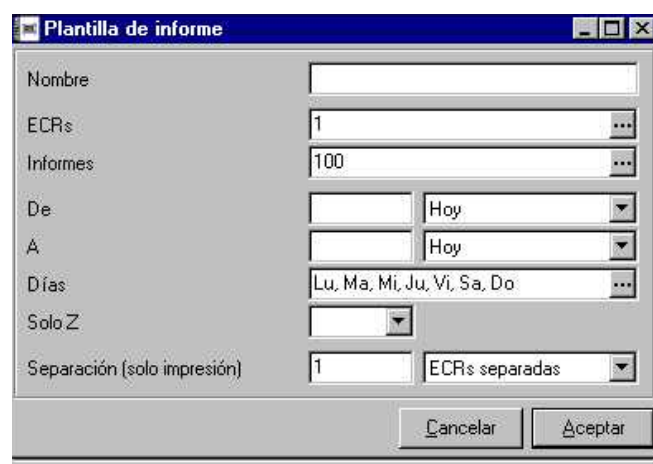 Plantilla de informe
Nombre
ECRs 1 ...
Informes 100 ...
De Hoy
A Hoy
Días Lu, Ma, Mi, Ju, Vi, Sa, Do ...
Solo Z
Separación (solo impresión) 1 ECRs separadas
Cancelar Aceptar